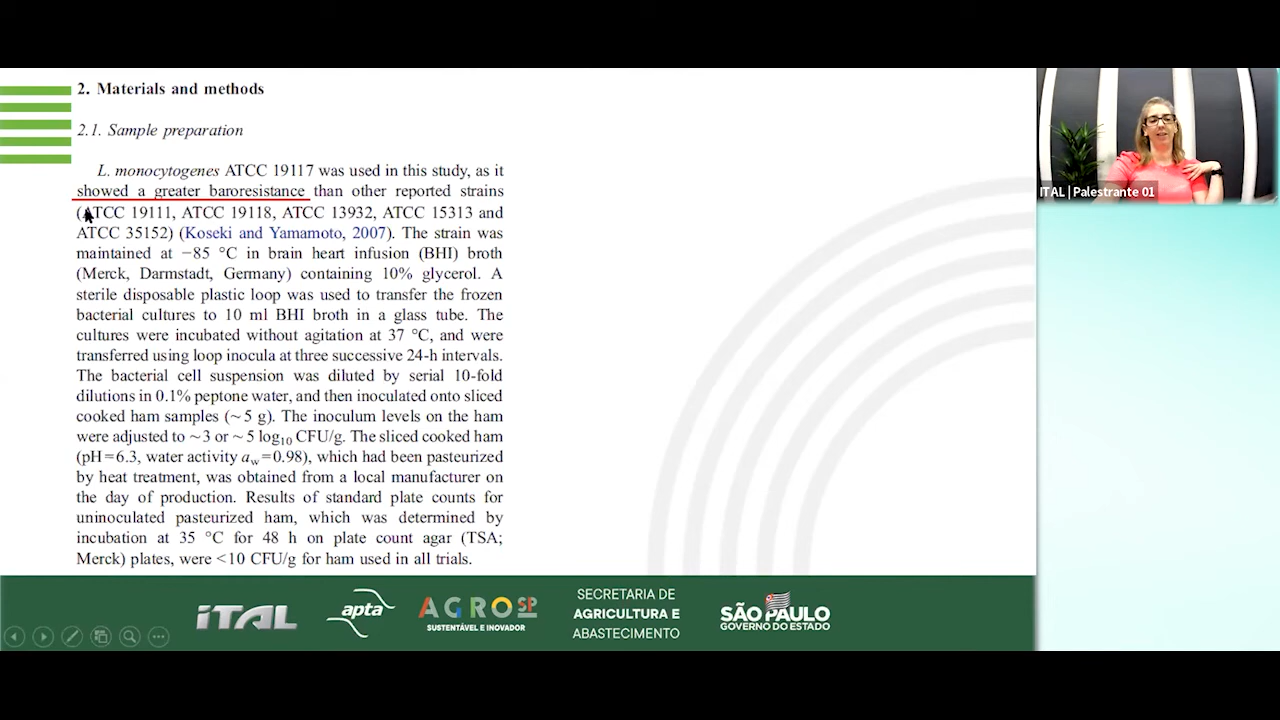 2. Materials and methods
2.1. Sample preparation
L. monocytogenes ATCC 19117 was used in this study, as it
showed a greater baroresistance than other reported strains
(ATCC 19111, ATCC 19118, ATCC 13932, ATCC 15313 and
ATCC 35152) (Koseki and Yamamoto, 2007). The strain was
maintained at −85 °C in brain heart infusion (BHI) broth
(Merck, Darmstadt, Germany) containing 10% glycerol. A
sterile disposable plastic loop was used to transfer the frozen
bacterial cultures to 10 ml BHI broth in a glass tube. The
cultures were incubated without agitation at 37 °C, and were
transferred using loop inocula at three successive 24-h intervals.
The bacterial cell suspension was diluted by serial 10-fold
dilutions in 0.1% peptone water, and then inoculated onto sliced
cooked ham samples (~5 g). The inoculum levels on the ham
were adjusted to ~3 or ~5 log10 CFU/g. The sliced cooked ham
(pH=6.3, water activity aw=0.98), which had been pasteurized
by heat treatment, was obtained from a local manufacturer on
the day of production. Results of standard plate counts for
uninoculated pasteurized ham, which was determined by
incubation at 35 °C for 48 h on plate count agar (TSA;
Merck) plates, were <10 CFU/g for ham used in all trials.
ITAL | Palestrante 01
iTAL
apta
AGROSP
SUSTENTÁVEL E INOVADOR
SECRETARIA DE
AGRICULTURA E
ABASTECIMENTO
SÃO PAULO
GOVERNO DO ESTADO